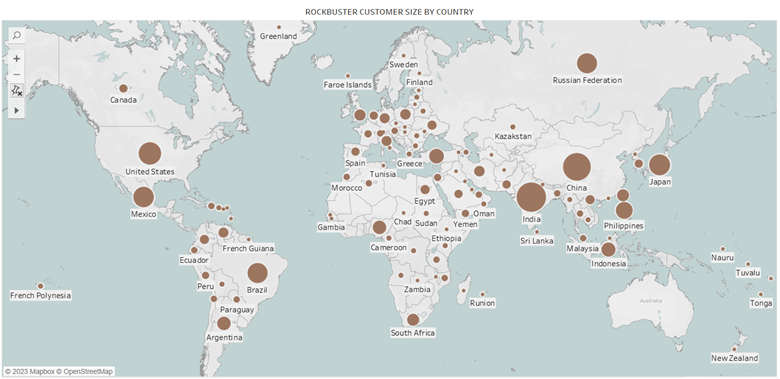 ROCKBUSTER CUSTOMER SIZE BY COUNTRY
Greenland
Sweden
Finland
Faroe Islands
Russian Federation
Canada
Kazakstan
United States
Spain
Greece
Tunisia
Morocco
China
Japan
Mexico
Egypt
India
Gambia
Chad
Sudan
Oman
Yemen
Philippines
Sri Lanka
Cameroon
Ethiopia
French Guiana
Ecuador
Malaysia
Indonesia
Nauru
Tuvalu
French Polynesia
Peru
Brazil
Zambia
Runion
Tonga
Australia
Paraguay
Argentina
South Africa
New Zealand
© 2023 Mapbox © OpenStreetMap